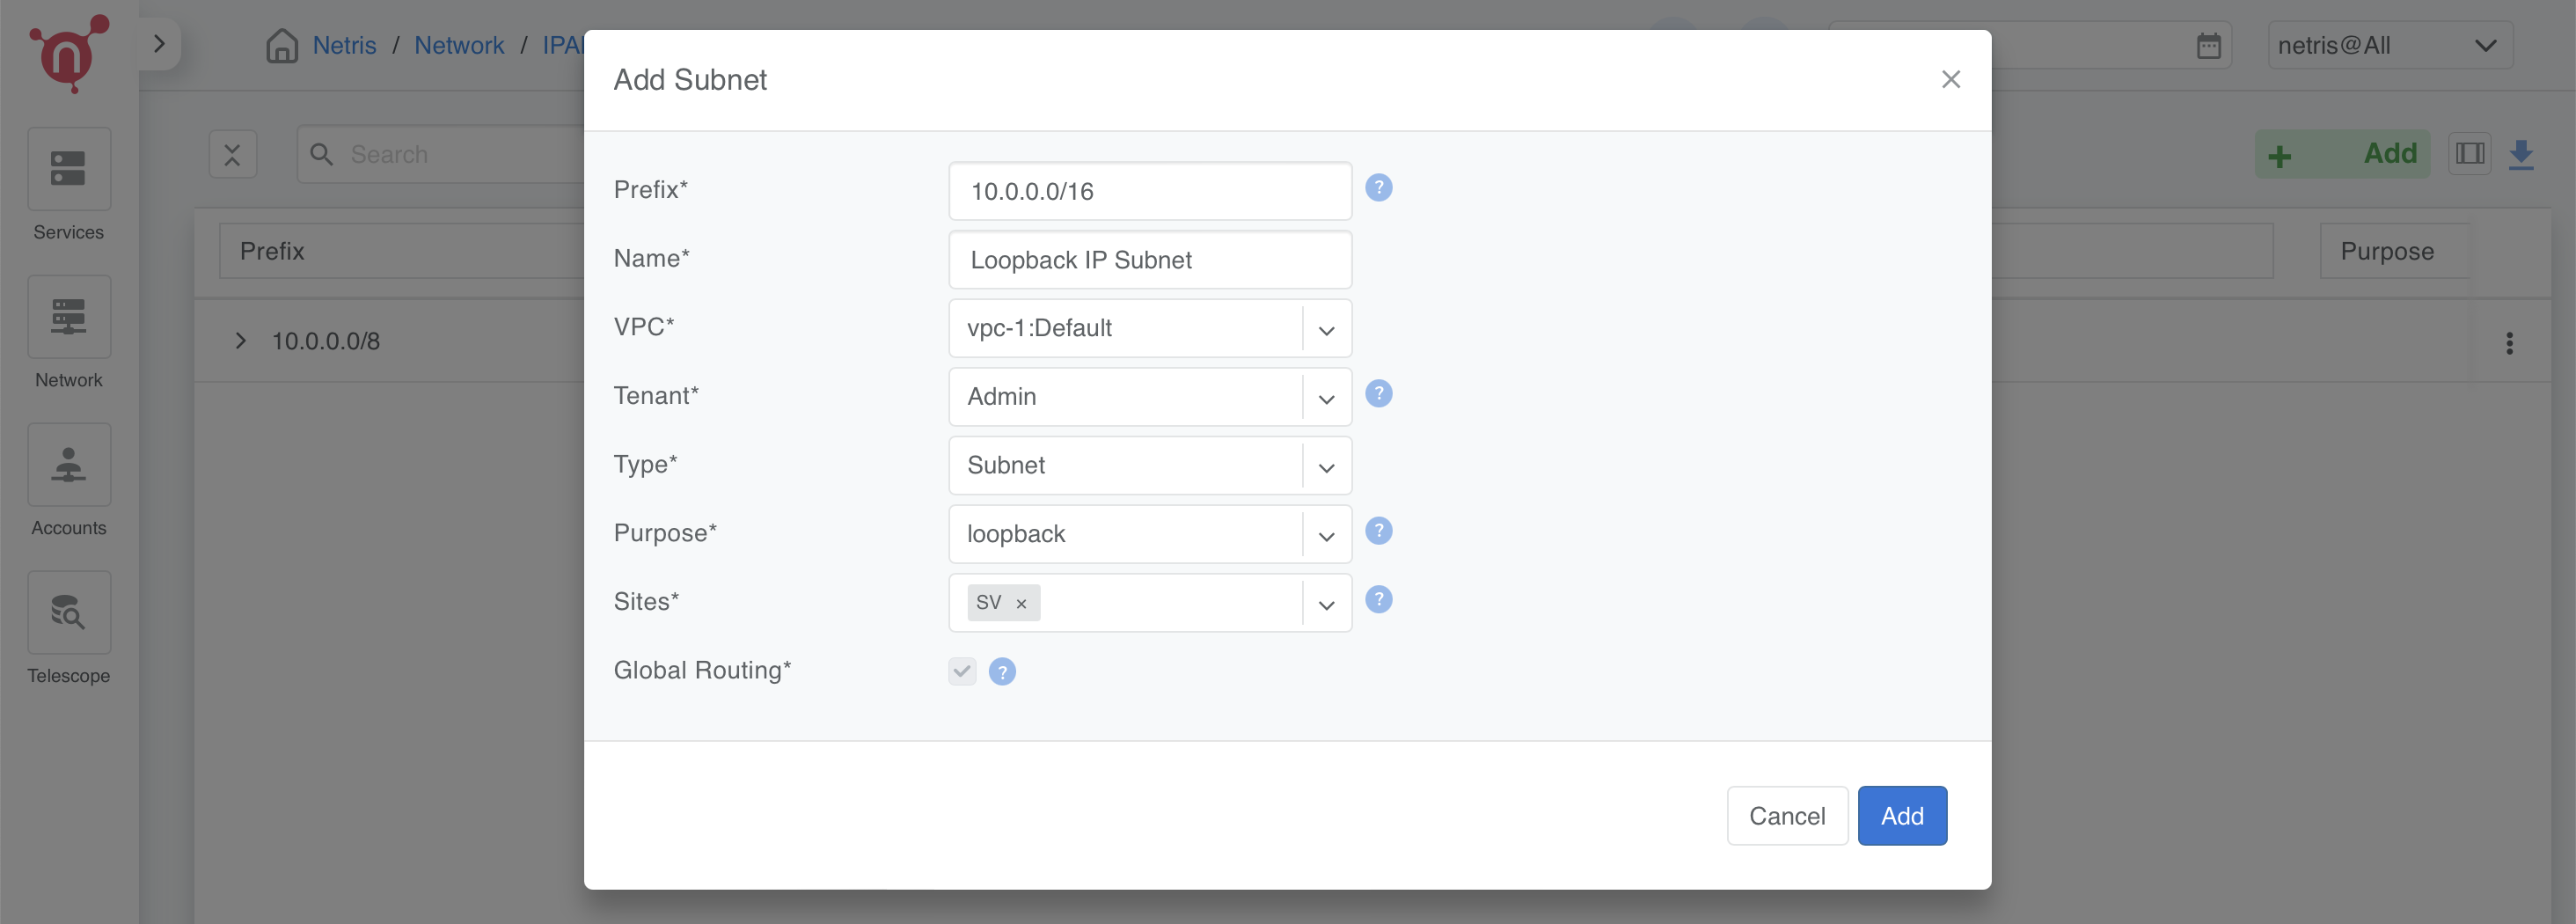 Netris / Network / IPA
netris@All
Add Subnet
Search
Add
Services
Network
Accounts
Telescope
Prefix
Purpose
10.0.0.0/8
Prefix*
10.0.0.0/16
?
Name*
Loopback IP Subnet
VPC*
vpc-1:Default
Tenant*
Admin
?
Type*
Subnet
Purpose*
loopback
?
Sites*
SV ×
?
Global Routing*
?
Cancel
Add